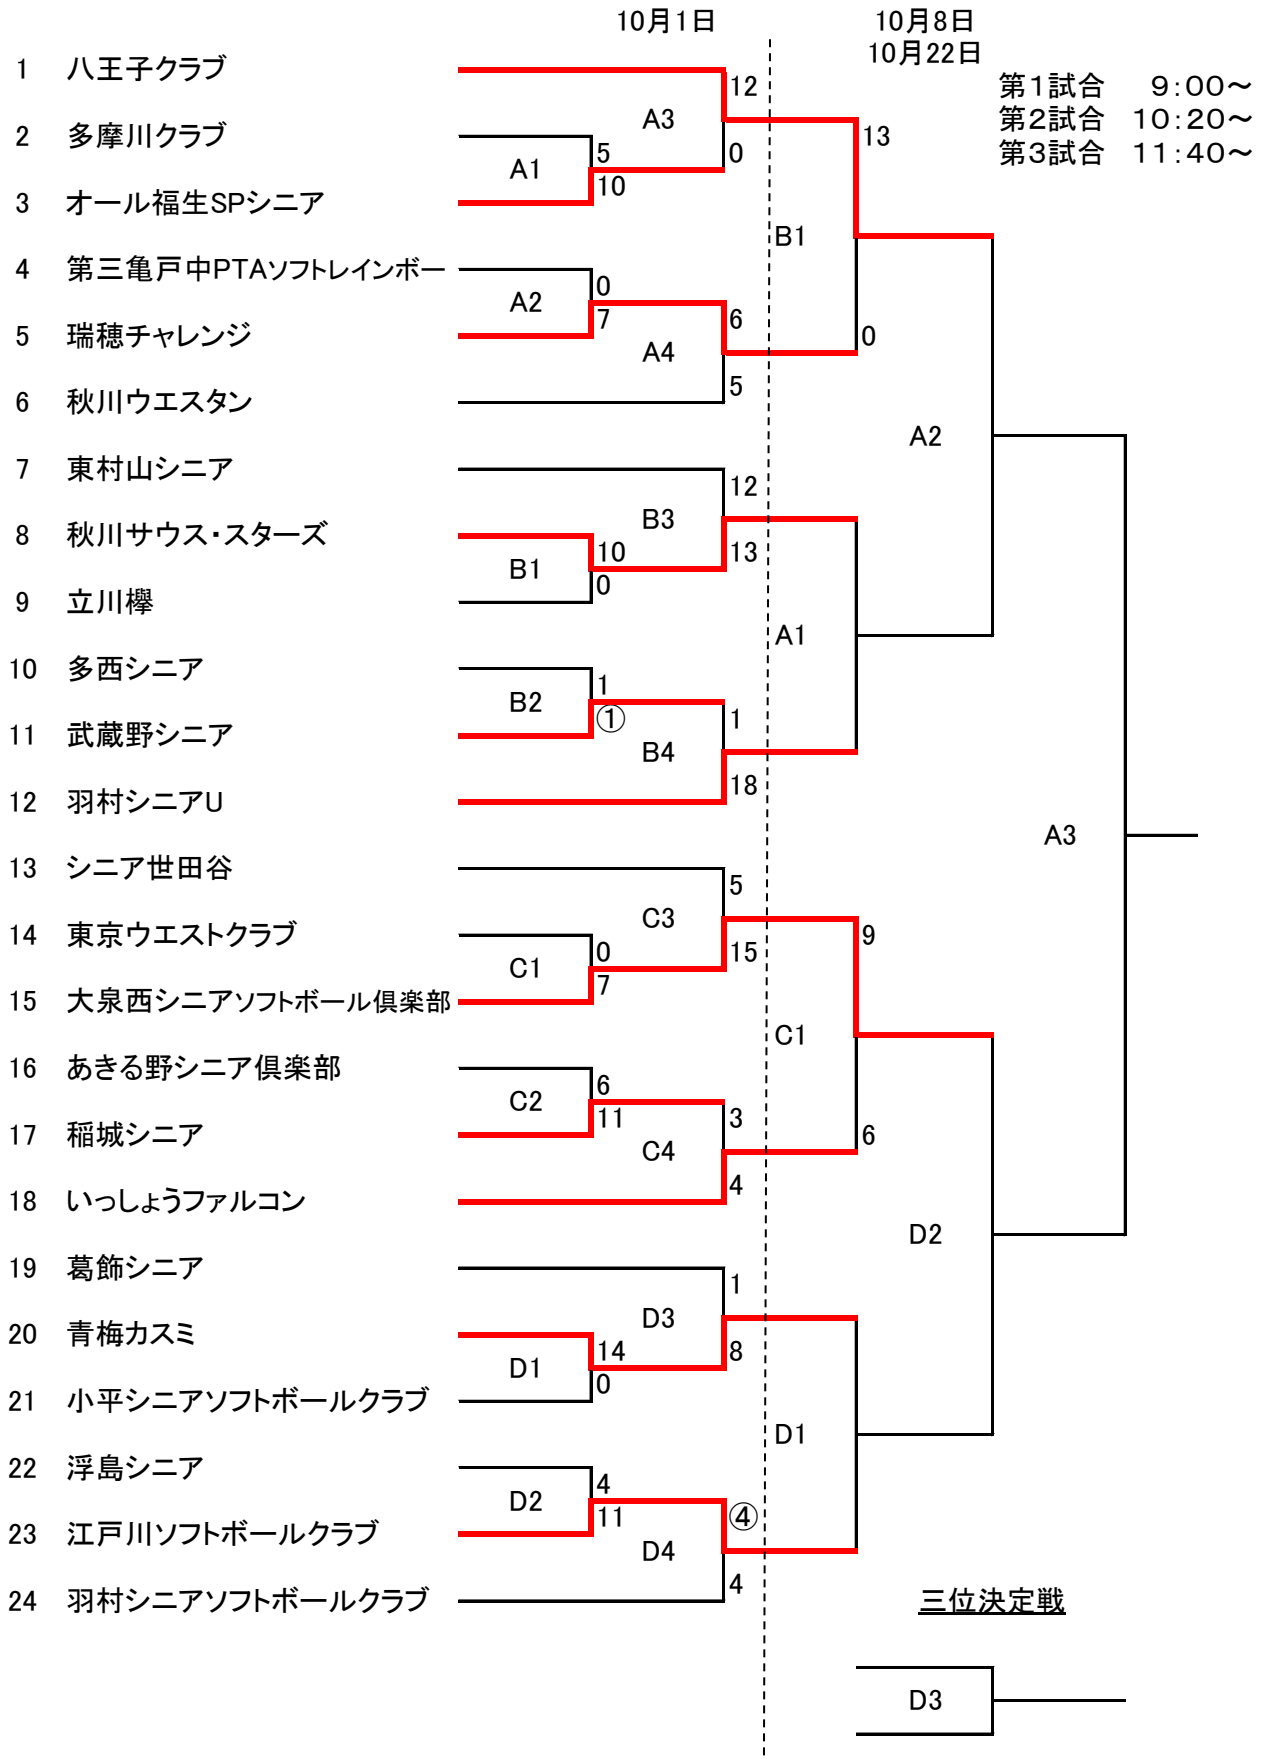 10月1日
10月8日
10月22日
第1試合 9:00～
第2試合 10:20～
第3試合 11:40～
1 八王子クラブ
12
A3
13
2 多摩川クラブ
5
0
A1
10
3 オール福生SPシニア
B1
4 第三亀戸中PTAソフトレインボー
0
A2
7
6
5 瑞穂チャレンジ
0
A4
5
6 秋川ウエスタン
A2
7 東村山シニア
12
B3
8 秋川サウス・スターズ
10
13
B1
0
9 立川欅
A1
10 多西シニア
1
B2
①
1
11 武蔵野シニア
B4
18
12 羽村シニアU
A3
13 シニア世田谷
5
C3
14 東京ウエストクラブ
9
0
15
C1
7
15 大泉西シニアソフトボール倶楽部
C1
16 あきる野シニア倶楽部
6
C2
11
3
17 稲城シニア
6
C4
4
18 いっしょうファルコン
D2
19 葛飾シニア
1
D3
20 青梅カスミ
14
8
D1
0
21 小平シニアソフトボールクラブ
D1
22 浮島シニア
4
D2
11
④
23 江戸川ソフトボールクラブ
D4
4
24 羽村シニアソフトボールクラブ
三位決定戦
D3